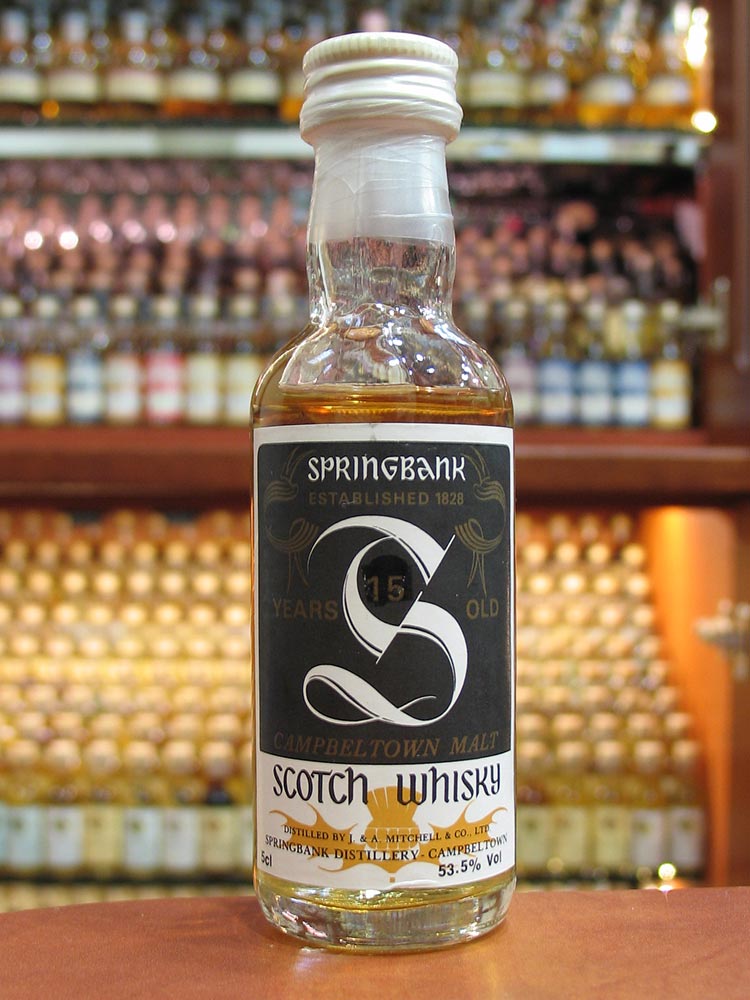 SPRINGBANK
ESTABLISHED 1828
S
15
YEARS OLD
CAMPBELTOWN MALT
SCOTCH WHISKY
DISTILLED BY J. & A. MITCHELL & CO., LTD
SPRINGBANK DISTILLERY - CAMPBELTOWN
5cl 53.5% Vol